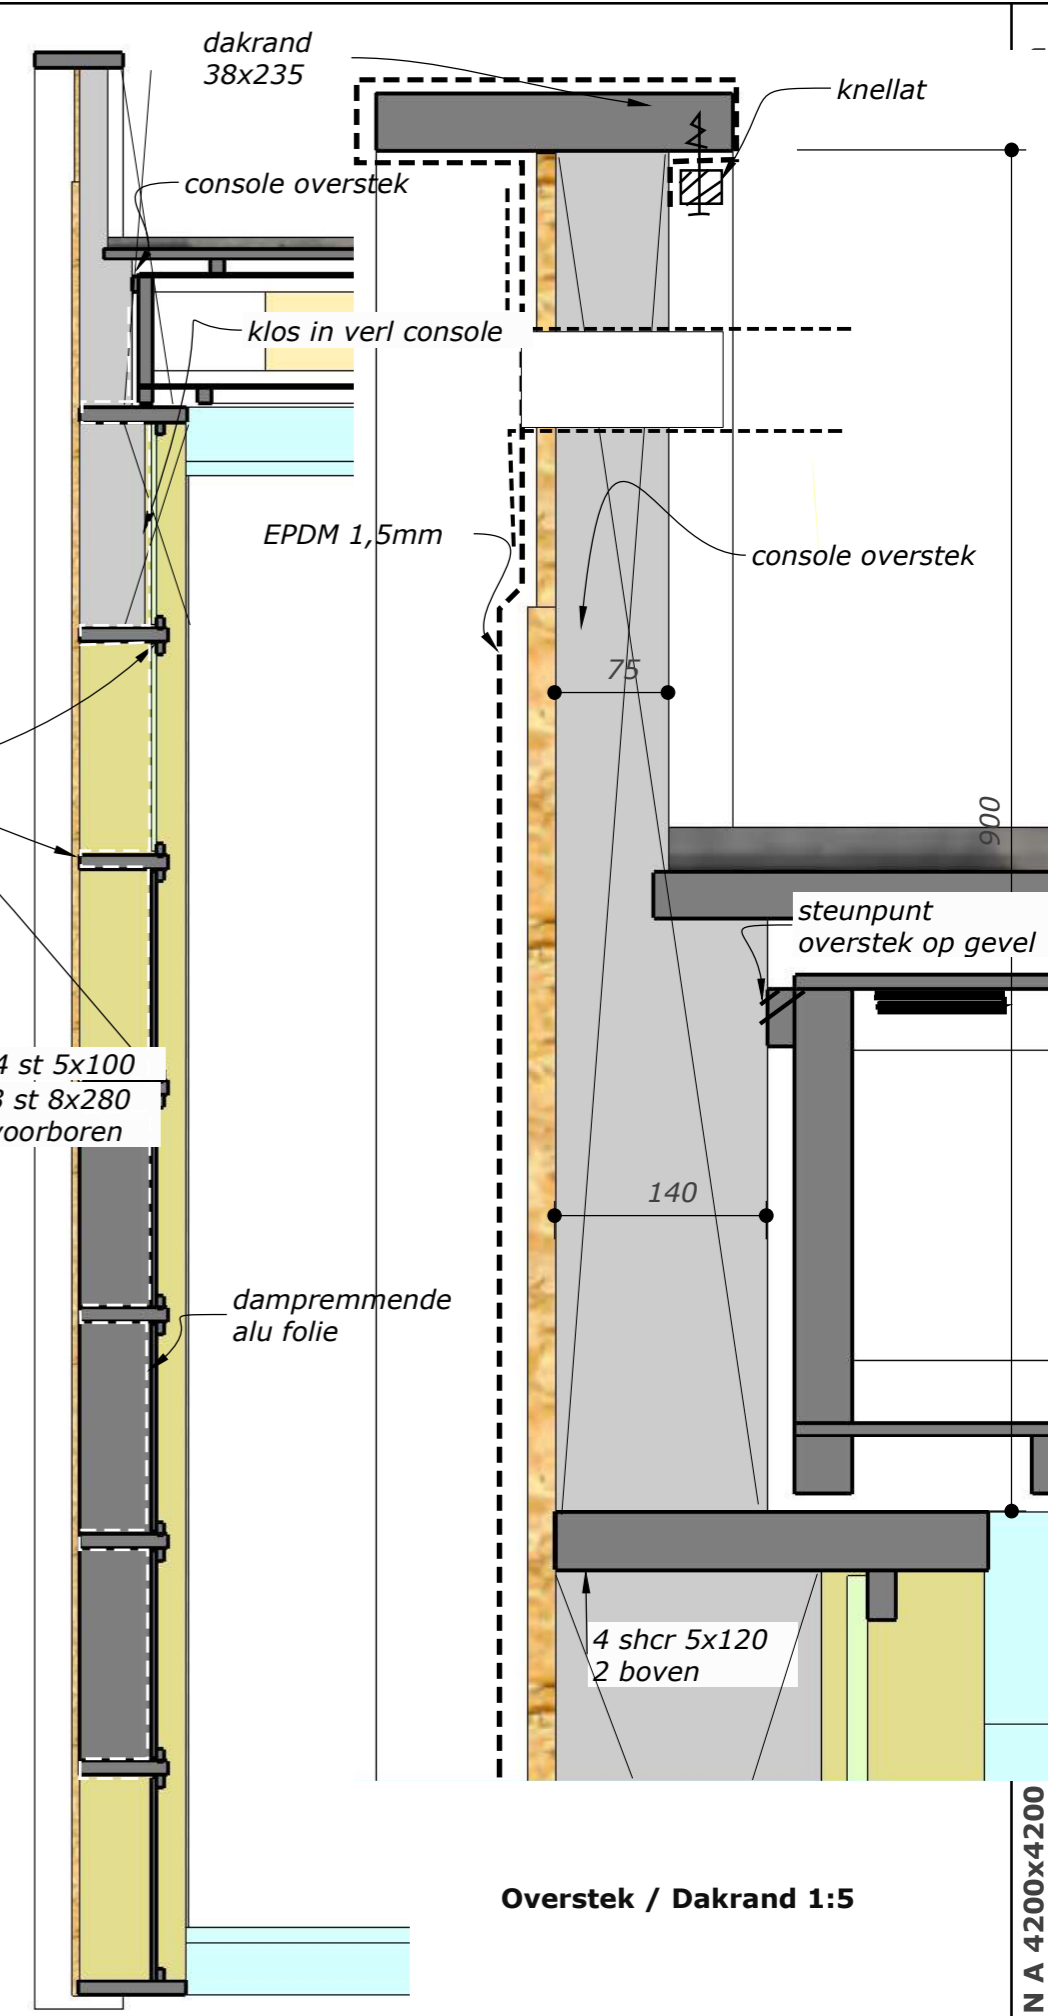 dakrand
38x235
knellat
console overstek
klos in verl console
EPDM 1,5mm
console overstek
75
900
steunpunt
overstek op gevel
4 st 5x100
st 8x280
voorboren
140
dampremmende
alu folie
4 shcr 5x120
2 boven
Overstek / Dakrand 1:5
N A 4200x4200